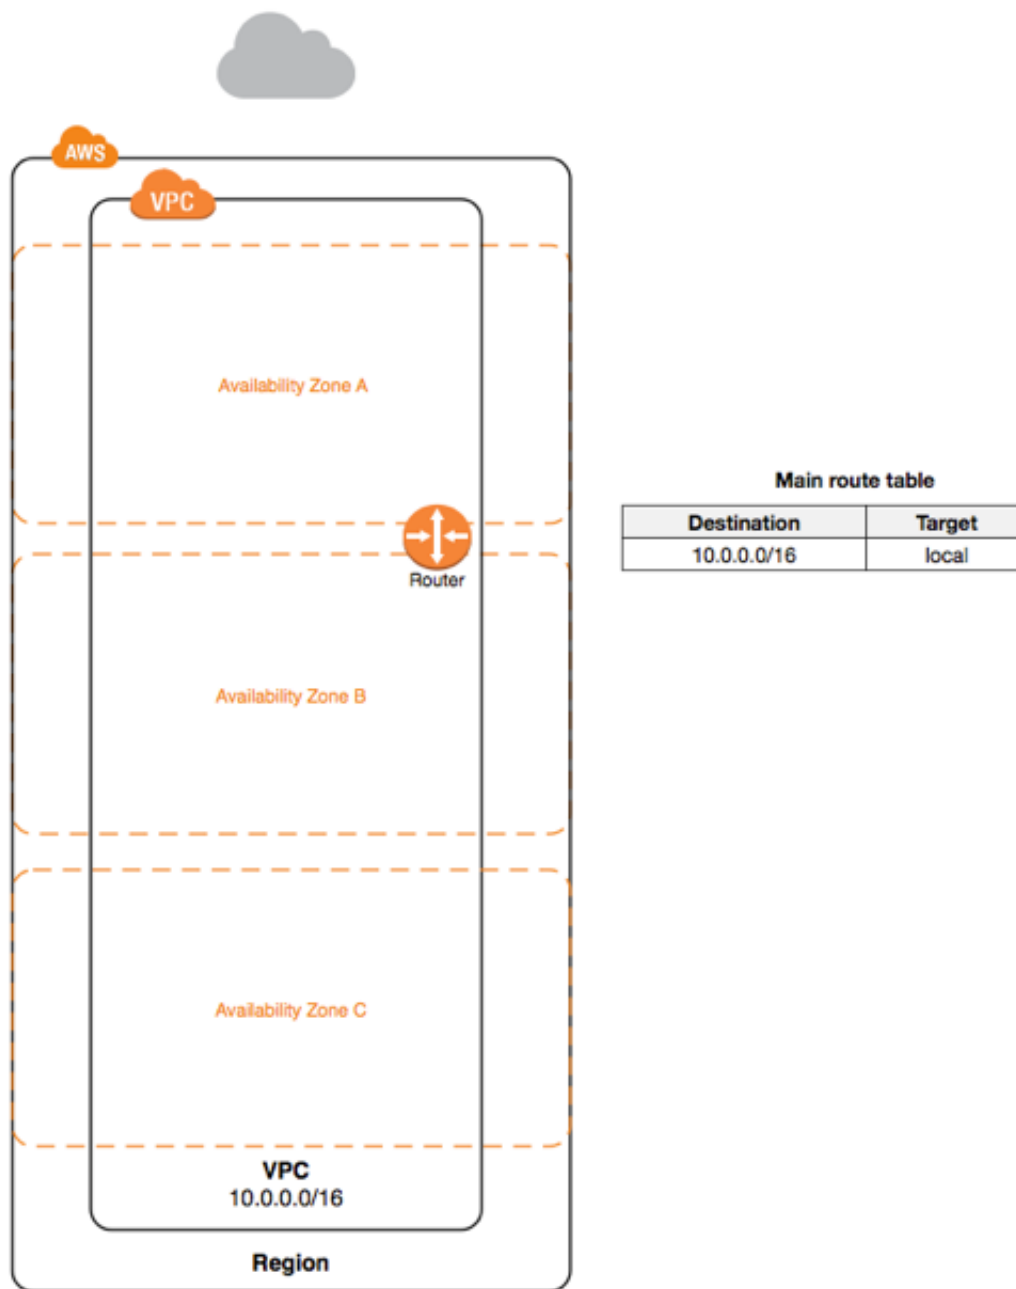 AWS
VPC
Availability Zone A
Router
Availability Zone B
Availability Zone C
VPC
10.0.0.0/16
Region
Main route table
Destination Target
10.0.0.0/16 local